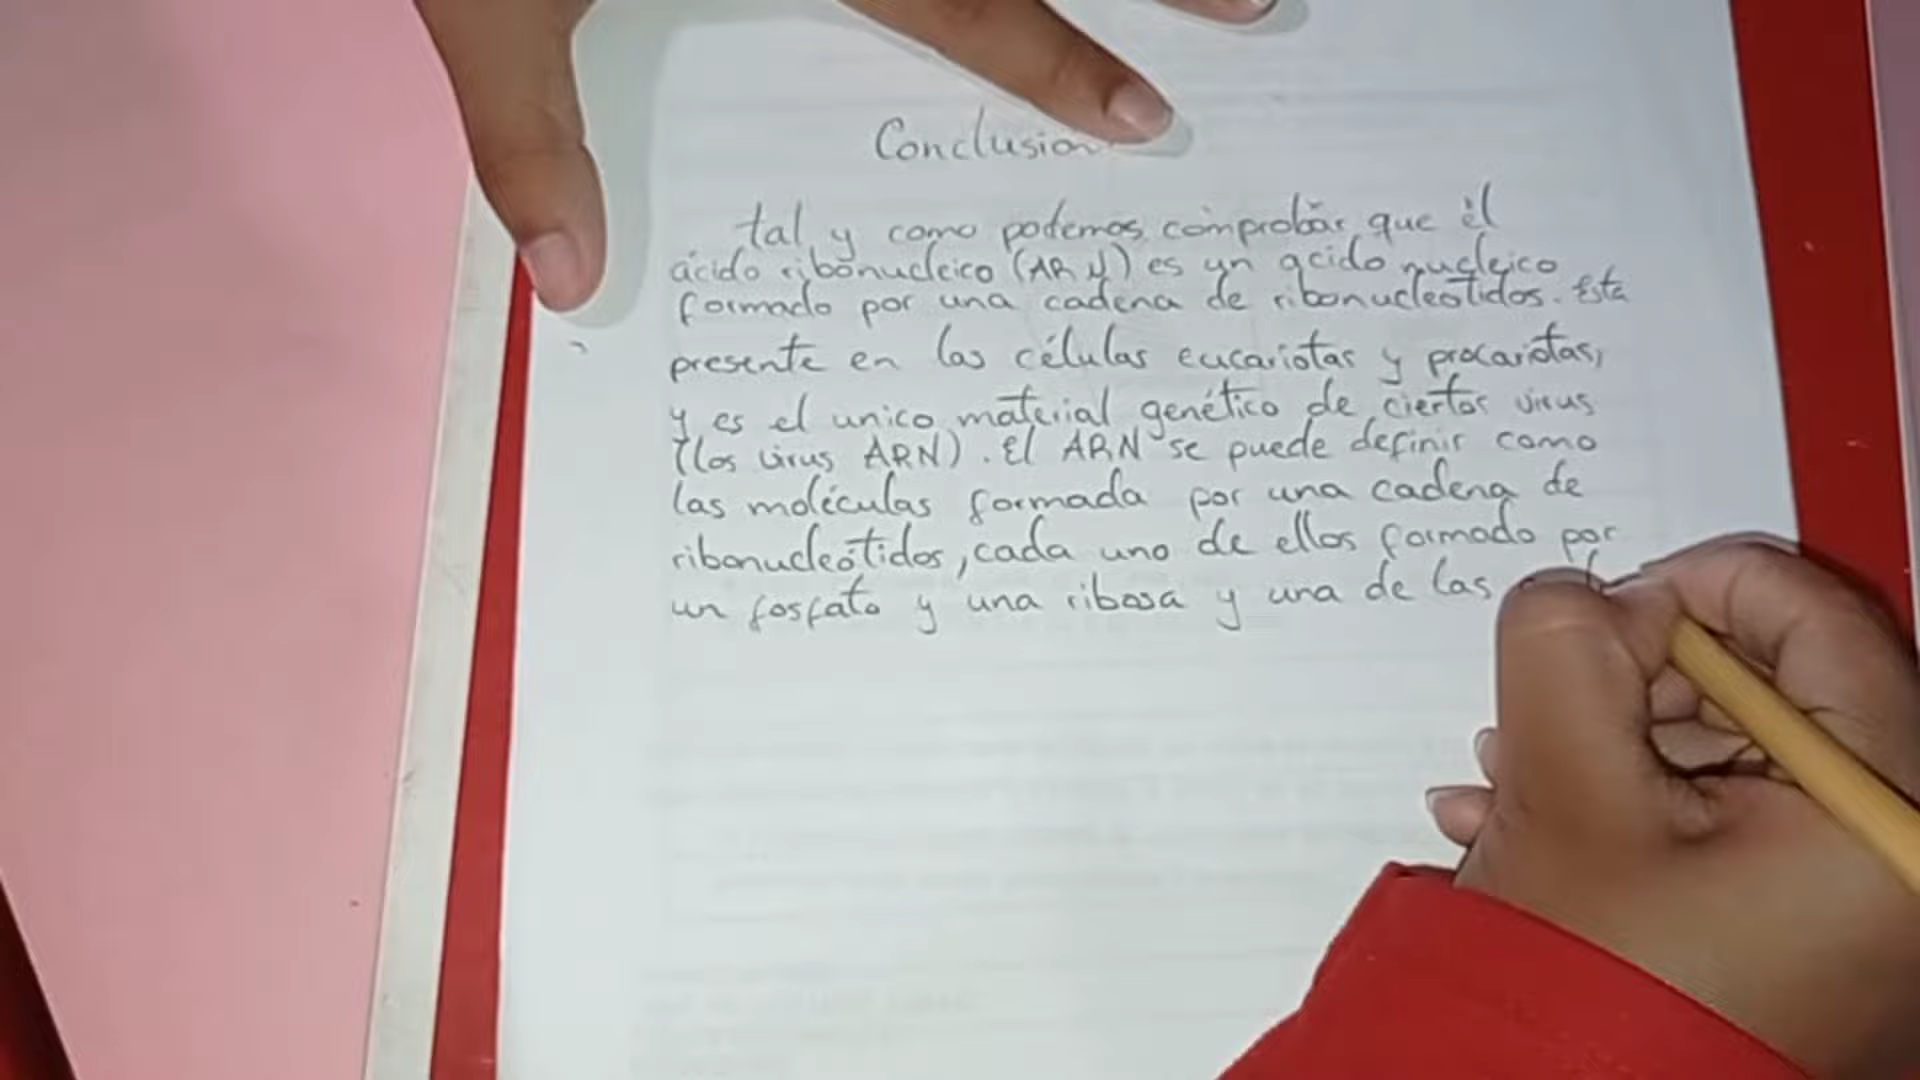 Conclusion
tal y como podemos comprobar que él
ácido ribonucleico (ARN) es un acido nucleico
formado por una cadena de ribonucleótidos. Esta
presente en las células eucariotas y procariotas,
y es el unico material genético de ciertos virus
(los virus ARN). El ARN se puede definir como
las moléculas formada por una cadena de
ribonucleótidos, cada uno de ellos formado por
un fosfato y una ribosa y una de las